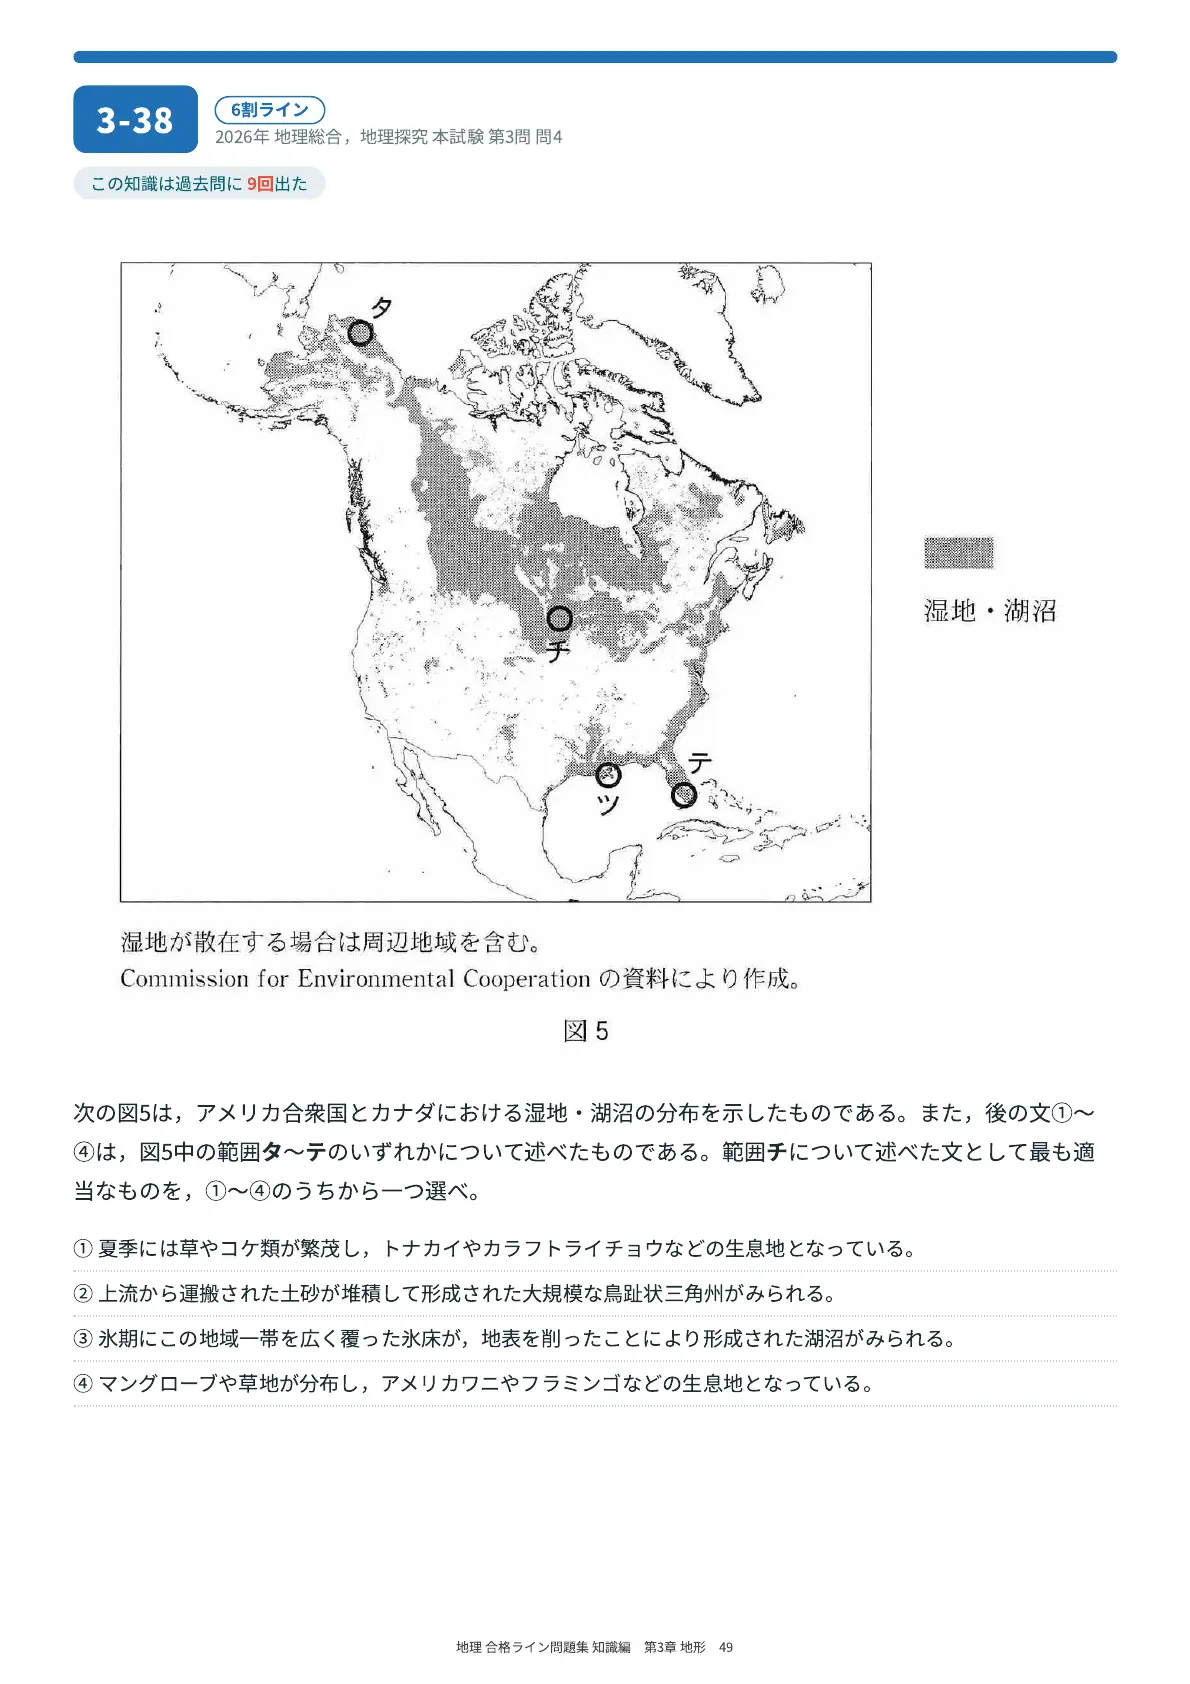 3-38
6割ライン
2026年 地理総合，地理探究 本試験 第3問 問4
この知識は過去問に 9回出た
タ
チ
テ
ツ
湿地・湖沼
湿地が散在する場合は周辺地域を含む。
Commission for Environmental Cooperation の資料により作成。
図 5
次の図5は，アメリカ合衆国とカナダにおける湿地・湖沼の分布を示したものである。また，後の文①～
④は，図5中の範囲タ～テのいずれかについて述べたものである。範囲チについて述べた文として最も適
当なものを，①～④のうちから一つ選べ。
① 夏季には草やコケ類が繁茂し，トナカイやカラフトライチョウなどの生息地となっている。
② 上流から運搬された土砂が堆積して形成された大規模な鳥趾状三角州がみられる。
③ 氷期にこの地域一帯を広く覆った氷床が，地表を削ったことにより形成された湖沼がみられる。
④ マングローブや草地が分布し，アメリカワニやフラミンゴなどの生息地となっている。
地理 合格ライン問題集 知識編　第3章 地形　49